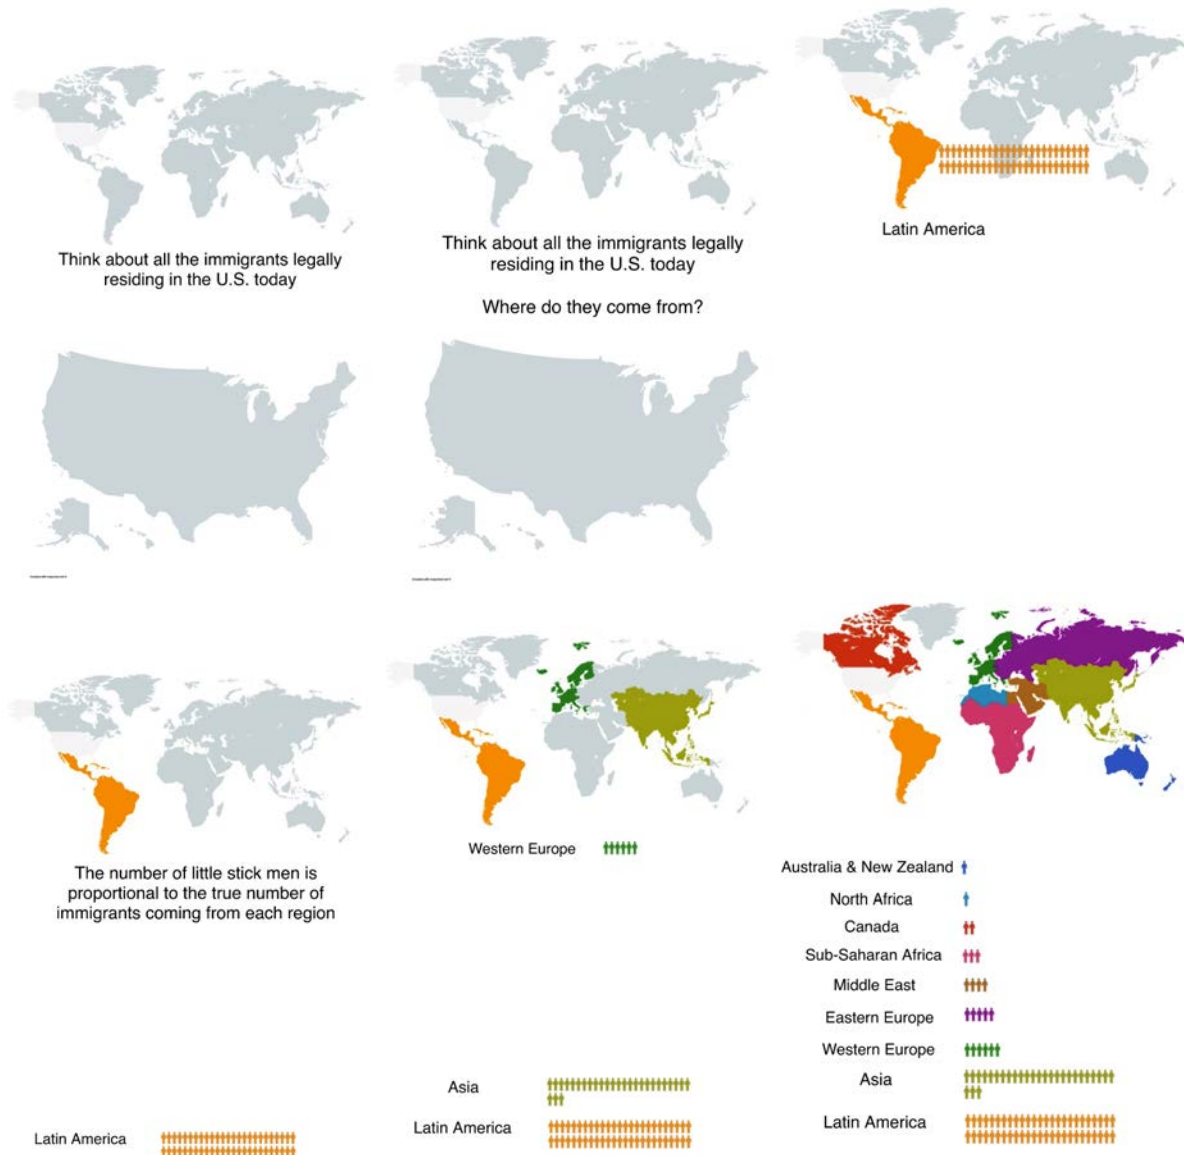 Think about all the immigrants legally
residing in the U.S. today
Think about all the immigrants legally
residing in the U.S. today
Where do they come from?
Latin America
The number of little stick men is
proportional to the true number of
immigrants coming from each region
Latin America
Western Europe
Asia
Latin America
Australia & New Zealand
North Africa
Canada
Sub-Saharan Africa
Middle East
Eastern Europe
Western Europe
Asia
Latin America